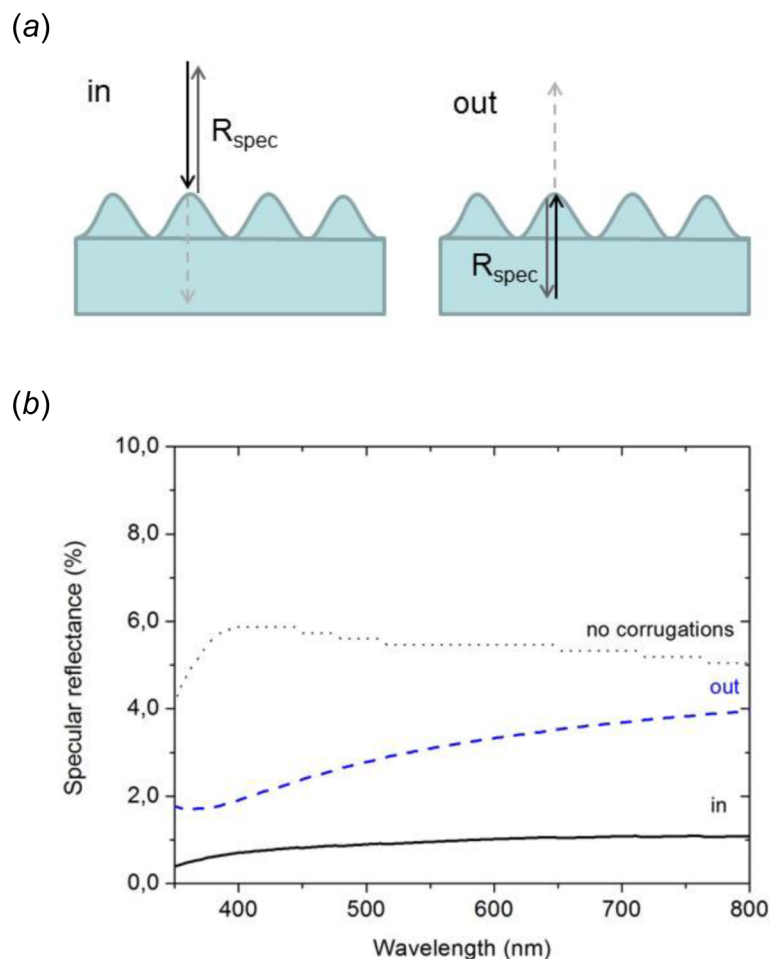 (a)
in
out
R_spec
R_spec
(b)
10,0
8,0
6,0
4,0
2,0
0,0
Specular reflectance (%)
no corrugations
out
in
400 500 600 700 800
Wavelength (nm)